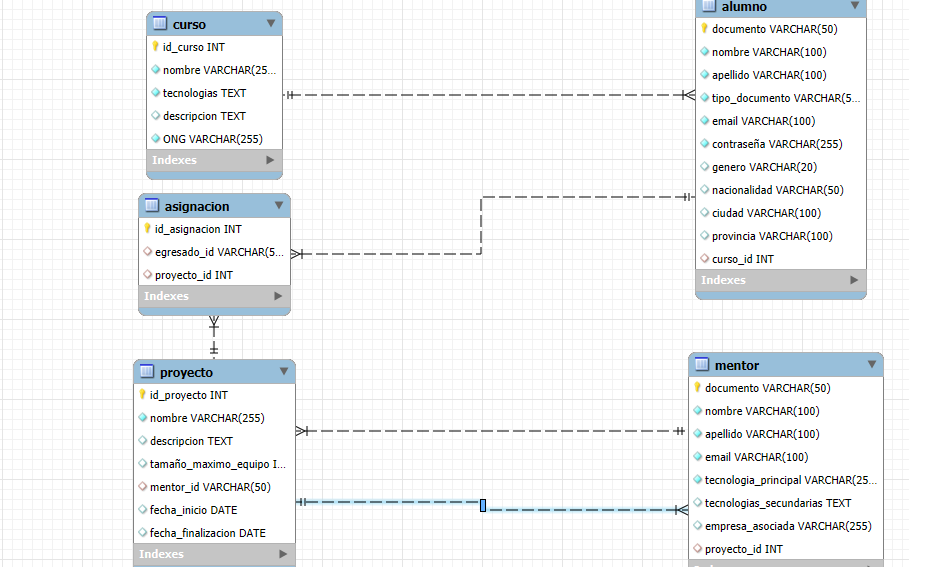 curso
id_curso INT
nombre VARCHAR(25...
tecnologias TEXT
descripcion TEXT
ONG VARCHAR(255)
Indexes
alumno
documento VARCHAR(50)
nombre VARCHAR(100)
apellido VARCHAR(100)
tipo_documento VARCHAR(5...
email VARCHAR(100)
contraseña VARCHAR(255)
genero VARCHAR(20)
nacionalidad VARCHAR(50)
ciudad VARCHAR(100)
provincia VARCHAR(100)
curso_id INT
Indexes
asignacion
id_asignacion INT
egresado_id VARCHAR(5...
proyecto_id INT
Indexes
proyecto
id_proyecto INT
nombre VARCHAR(255)
descripcion TEXT
tamaño_maximo_equipo I...
mentor_id VARCHAR(50)
fecha_inicio DATE
fecha_finalizacion DATE
Indexes
mentor
documento VARCHAR(50)
nombre VARCHAR(100)
apellido VARCHAR(100)
email VARCHAR(100)
tecnologia_principal VARCHAR(25...
tecnologias_secundarias TEXT
empresa_asociada VARCHAR(255)
proyecto_id INT